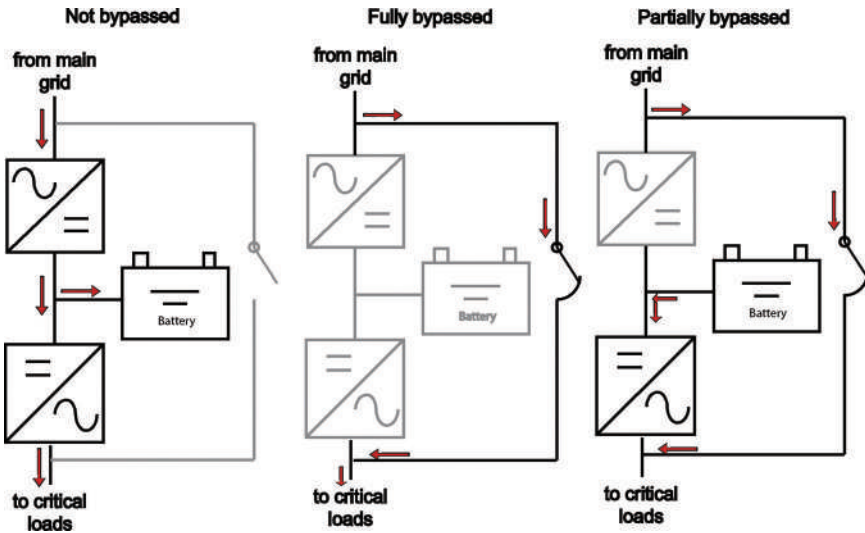 Not bypassed
Fully bypassed
Partially bypassed
from main
grid
from main
grid
from main
grid
Battery
Battery
Battery
to critical
loads
to critical
loads
to critical
loads